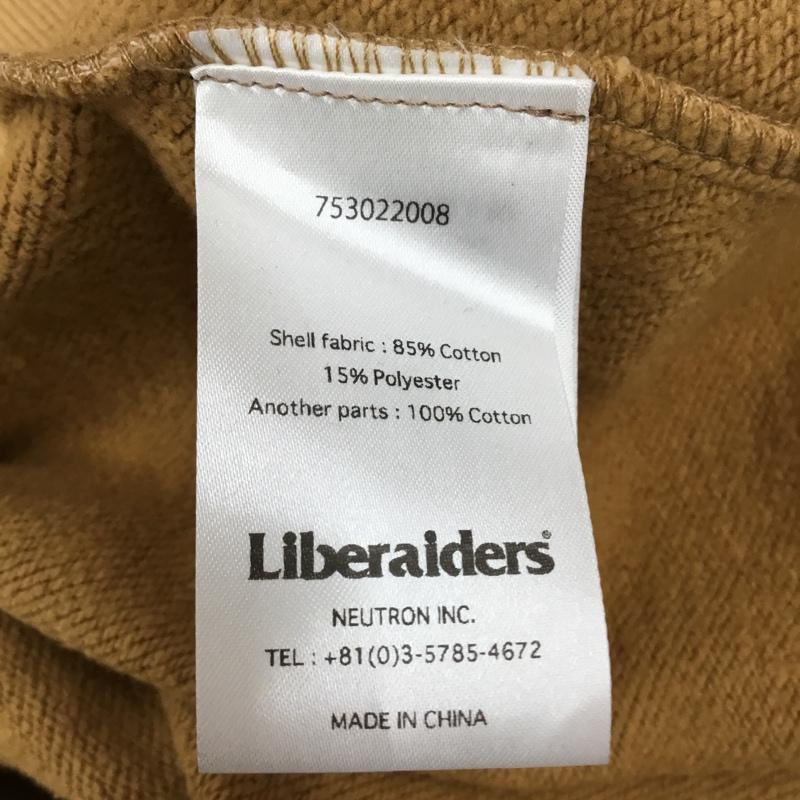 753022008
Shell fabric : 85% Cotton
15% Polyester
Another parts : 100% Cotton
Liberaiders®
NEUTRON INC.
TEL : +81(0)3-5785-4672
MADE IN CHINA